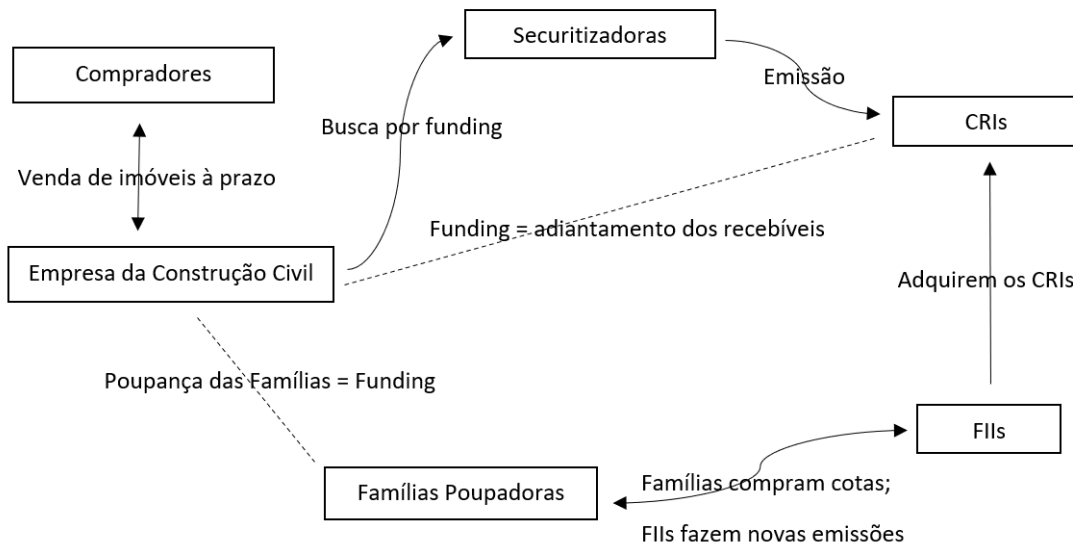 Securitizadoras
Compradores
Emissão
CRIs
Busca por funding
Venda de imóveis à prazo
Funding = adiantamento dos recebíveis
Empresa da Construção Civil
Adquirem os CRIs
Poupança das Famílias = Funding
FIIs
Famílias Poupadoras
Famílias compram cotas;
FIIs fazem novas emissões